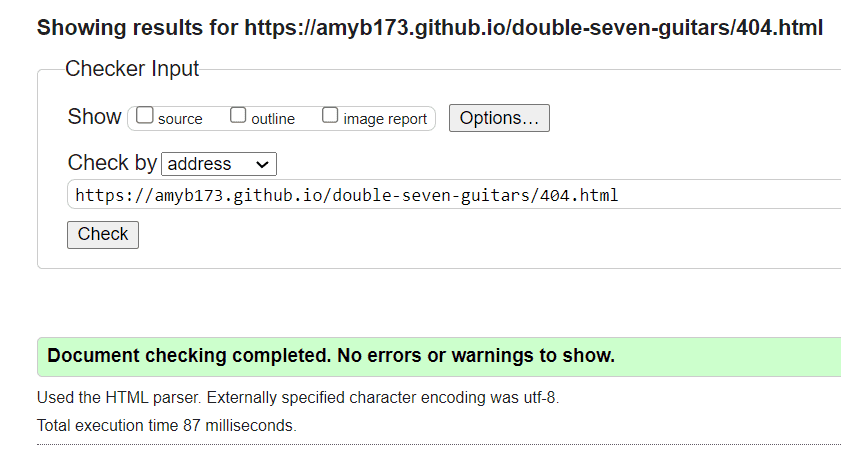 Showing results for https://amyb173.github.io/double-seven-guitars/404.html
Checker Input
Show source outline image report Options...
Check by address
https://amyb173.github.io/double-seven-guitars/404.html
Check
Document checking completed. No errors or warnings to show.
Used the HTML parser. Externally specified character encoding was utf-8.
Total execution time 87 milliseconds.